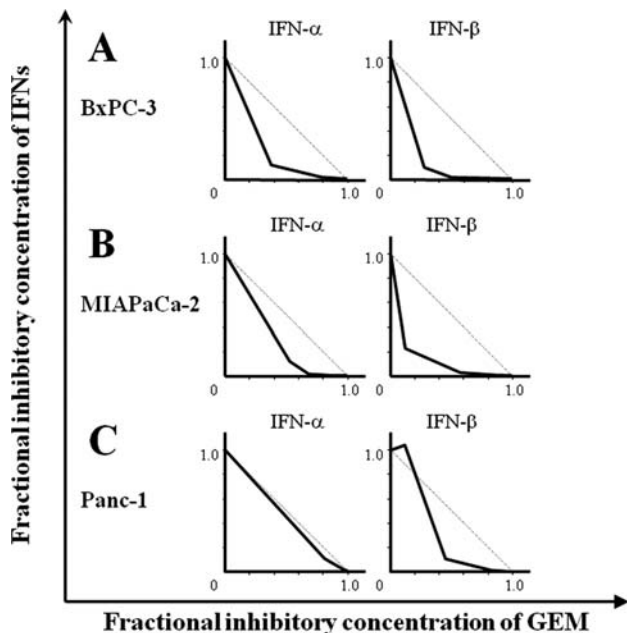 Fractional inhibitory concentration of IFNs
A
BxPC-3
IFN-α
1.0
0
1.0
IFN-β
1.0
0
1.0
B
MIAPaCa-2
IFN-α
1.0
0
1.0
IFN-β
1.0
0
1.0
C
Panc-1
IFN-α
1.0
0
1.0
IFN-β
1.0
0
1.0
Fractional inhibitory concentration of GEM